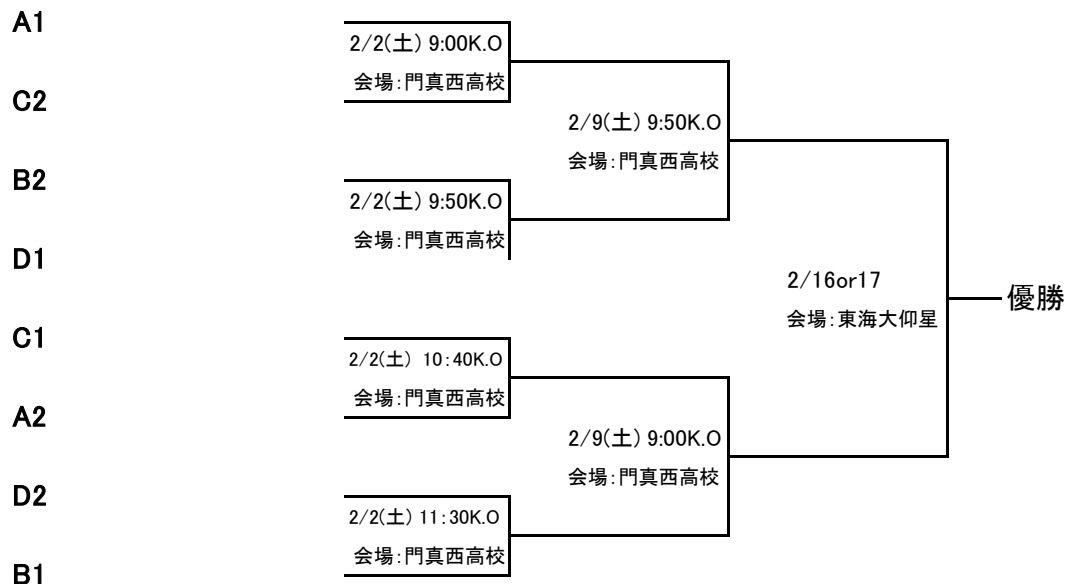 A1
2/2(土) 9:00K.O
会場:門真西高校
C2
2/9(土) 9:50K.O
会場:門真西高校
B2
2/2(土) 9:50K.O
会場:門真西高校
D1
2/16or17
会場:東海大仰星
優勝
C1
2/2(土) 10:40K.O
会場:門真西高校
A2
2/9(土) 9:00K.O
会場:門真西高校
D2
2/2(土) 11:30K.O
会場:門真西高校
B1